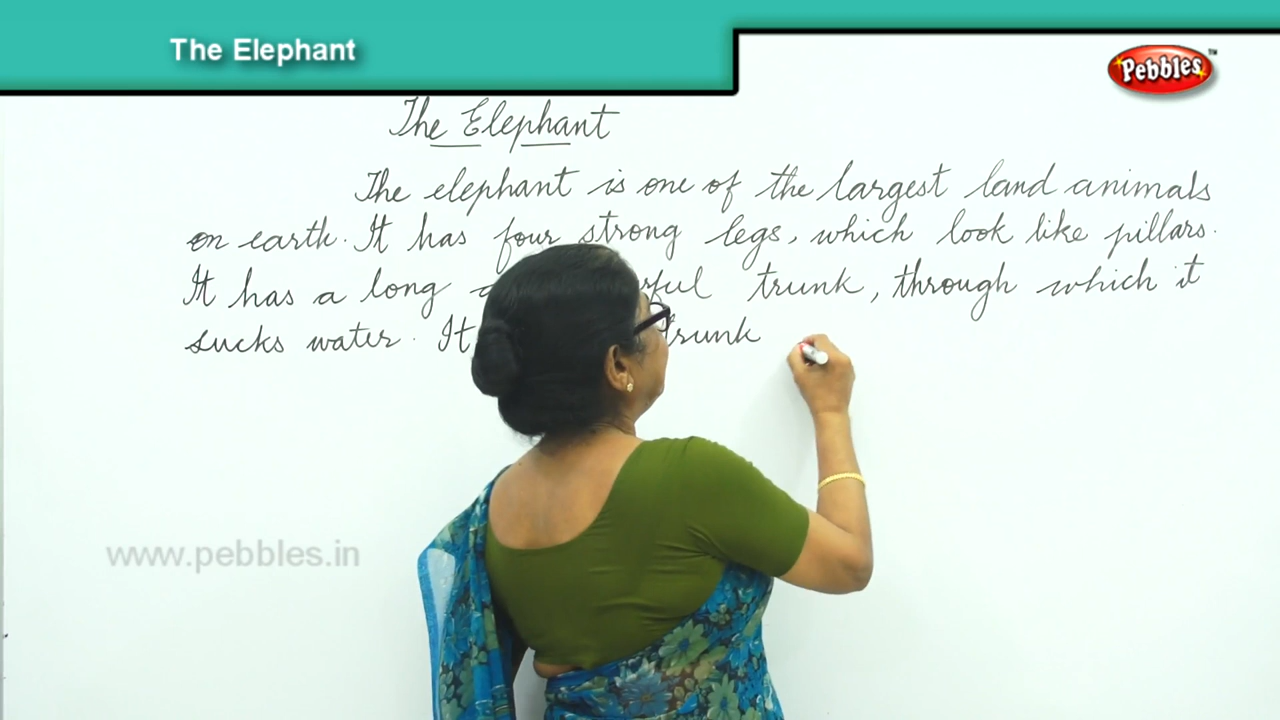 The Elephant
Pebbles™
The Elephant
The elephant is one of the largest land animals
on earth. It has four strong legs, which look like pillars.
It has a long trunk, through which it
sucks water. It trunk
www.pebbles.in